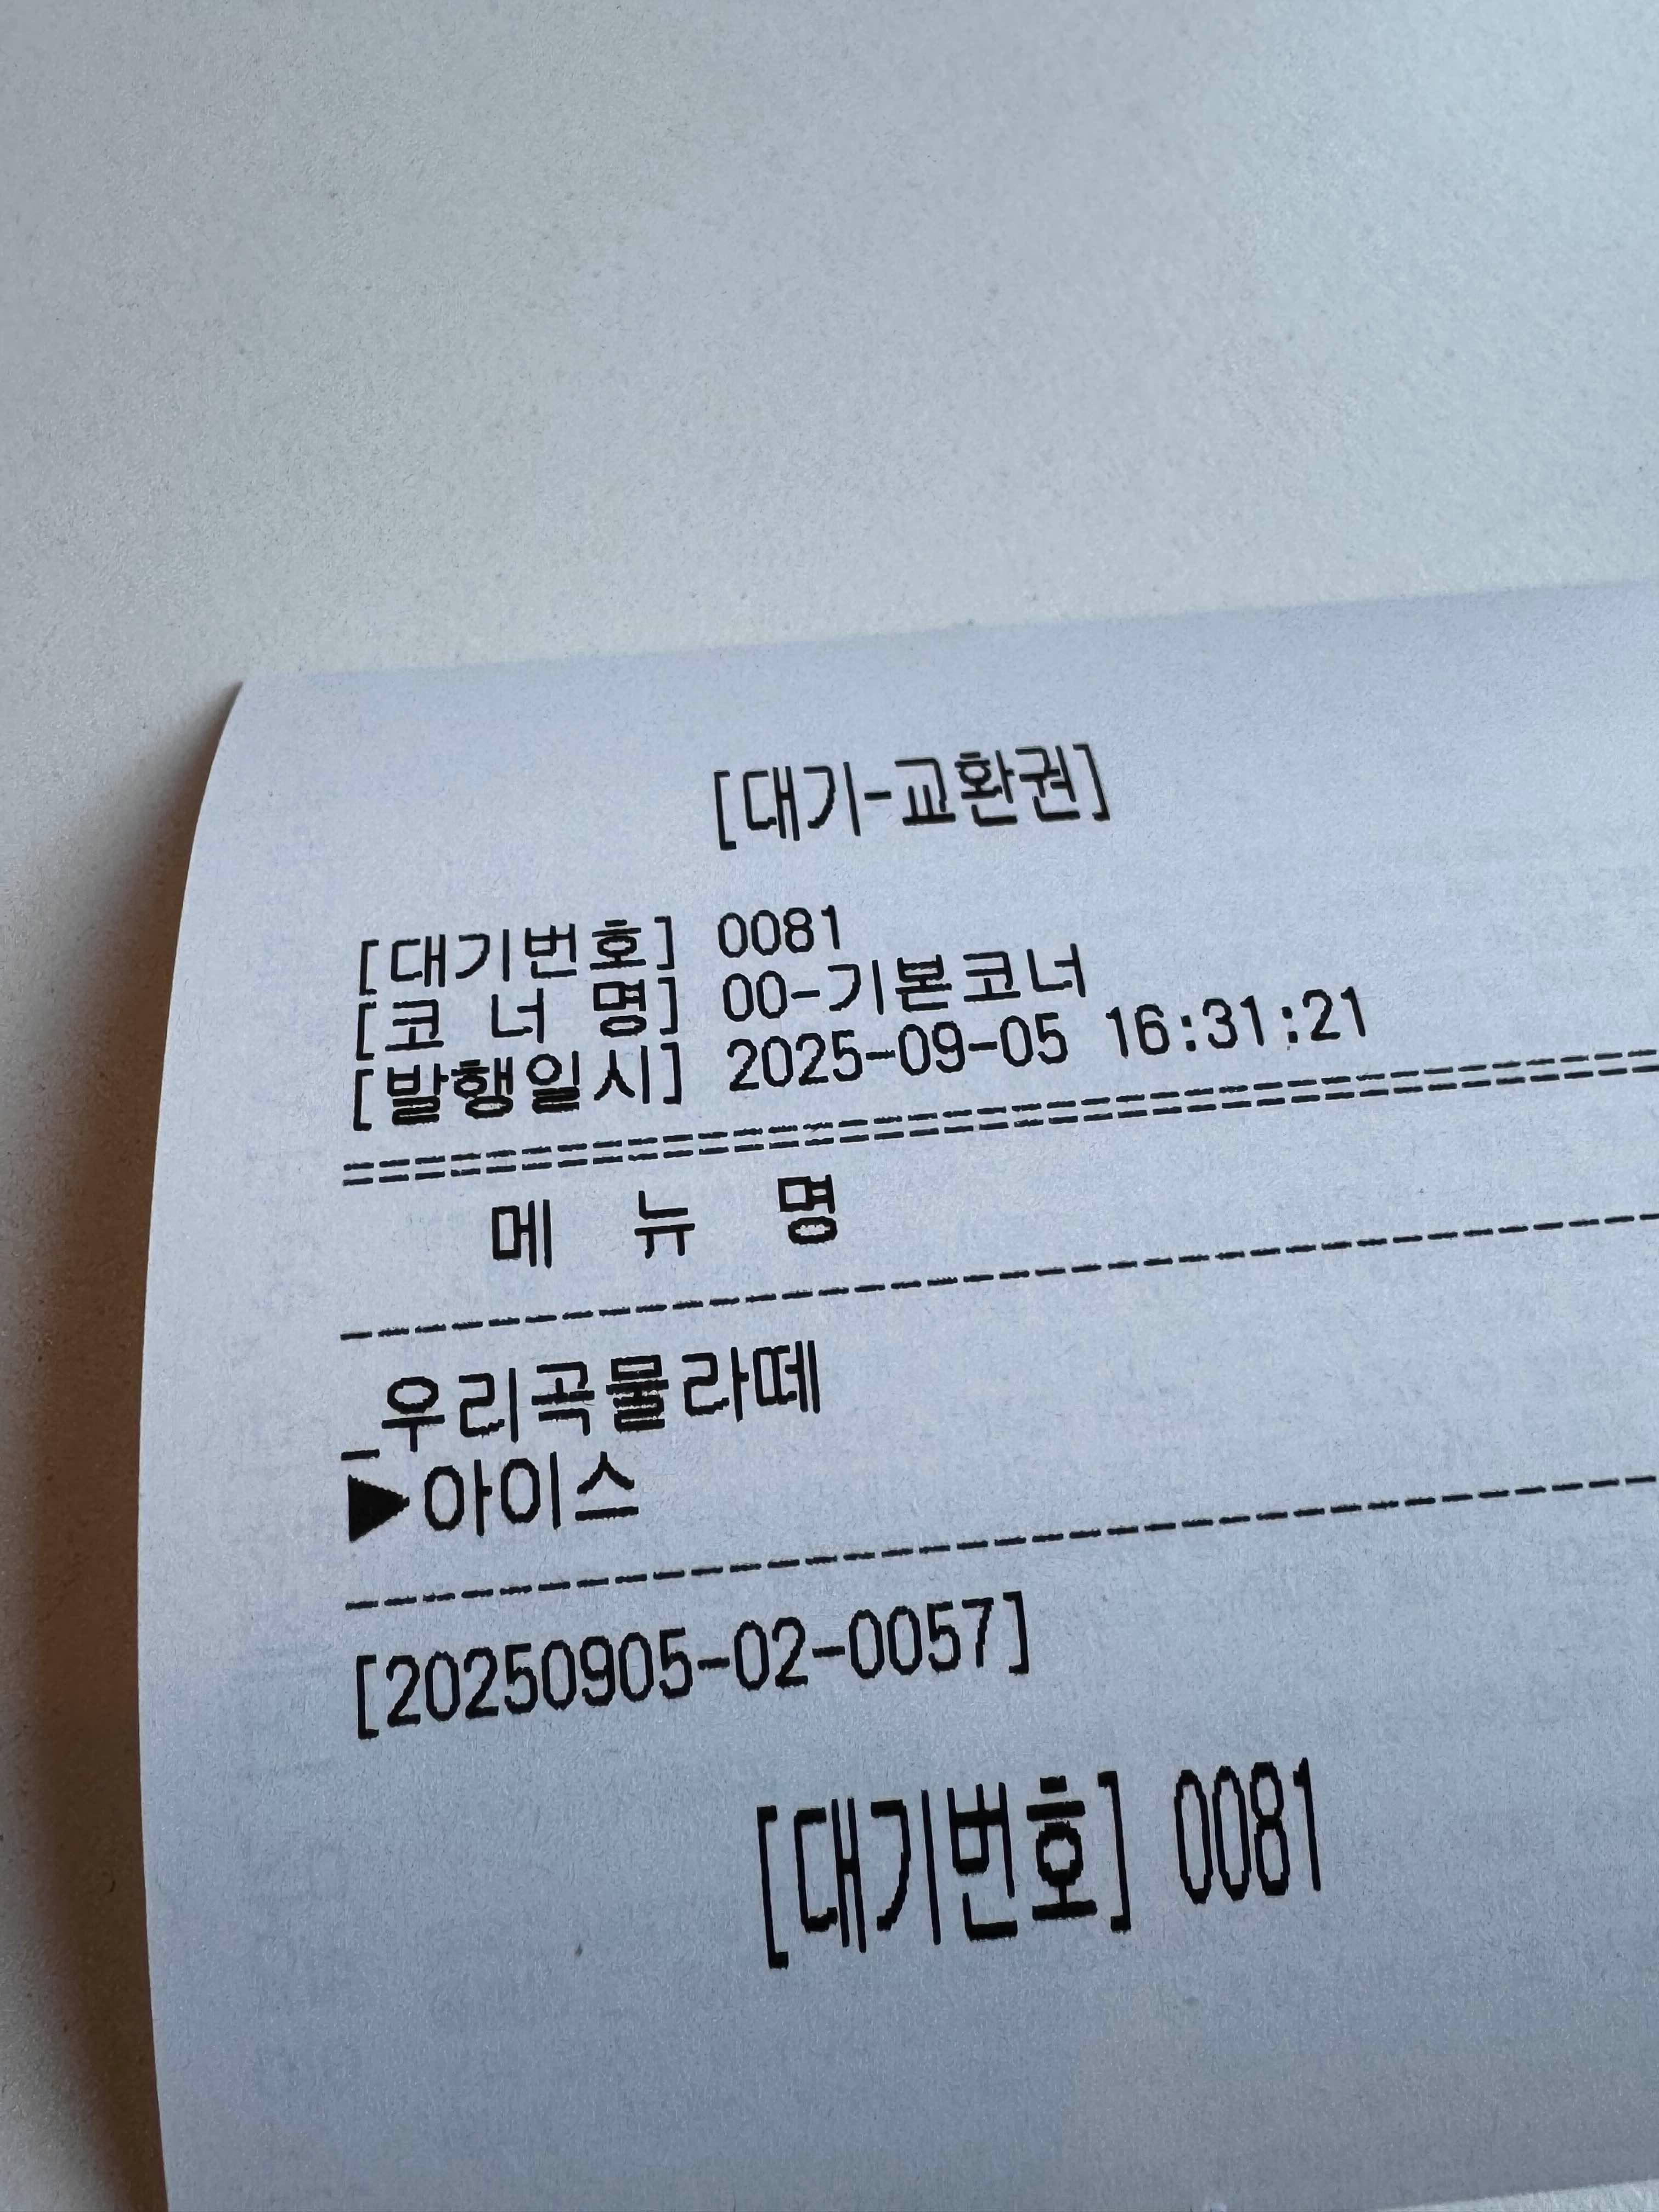 [대기-교환권]
[대기번호] 0081
[코 너 명] 00-기본코너
[발행일시] 2025-09-05 16:31:21
메 뉴 명
_우리곡물라떼
▶아이스
[20250905-02-0057]
[대기번호] 0081